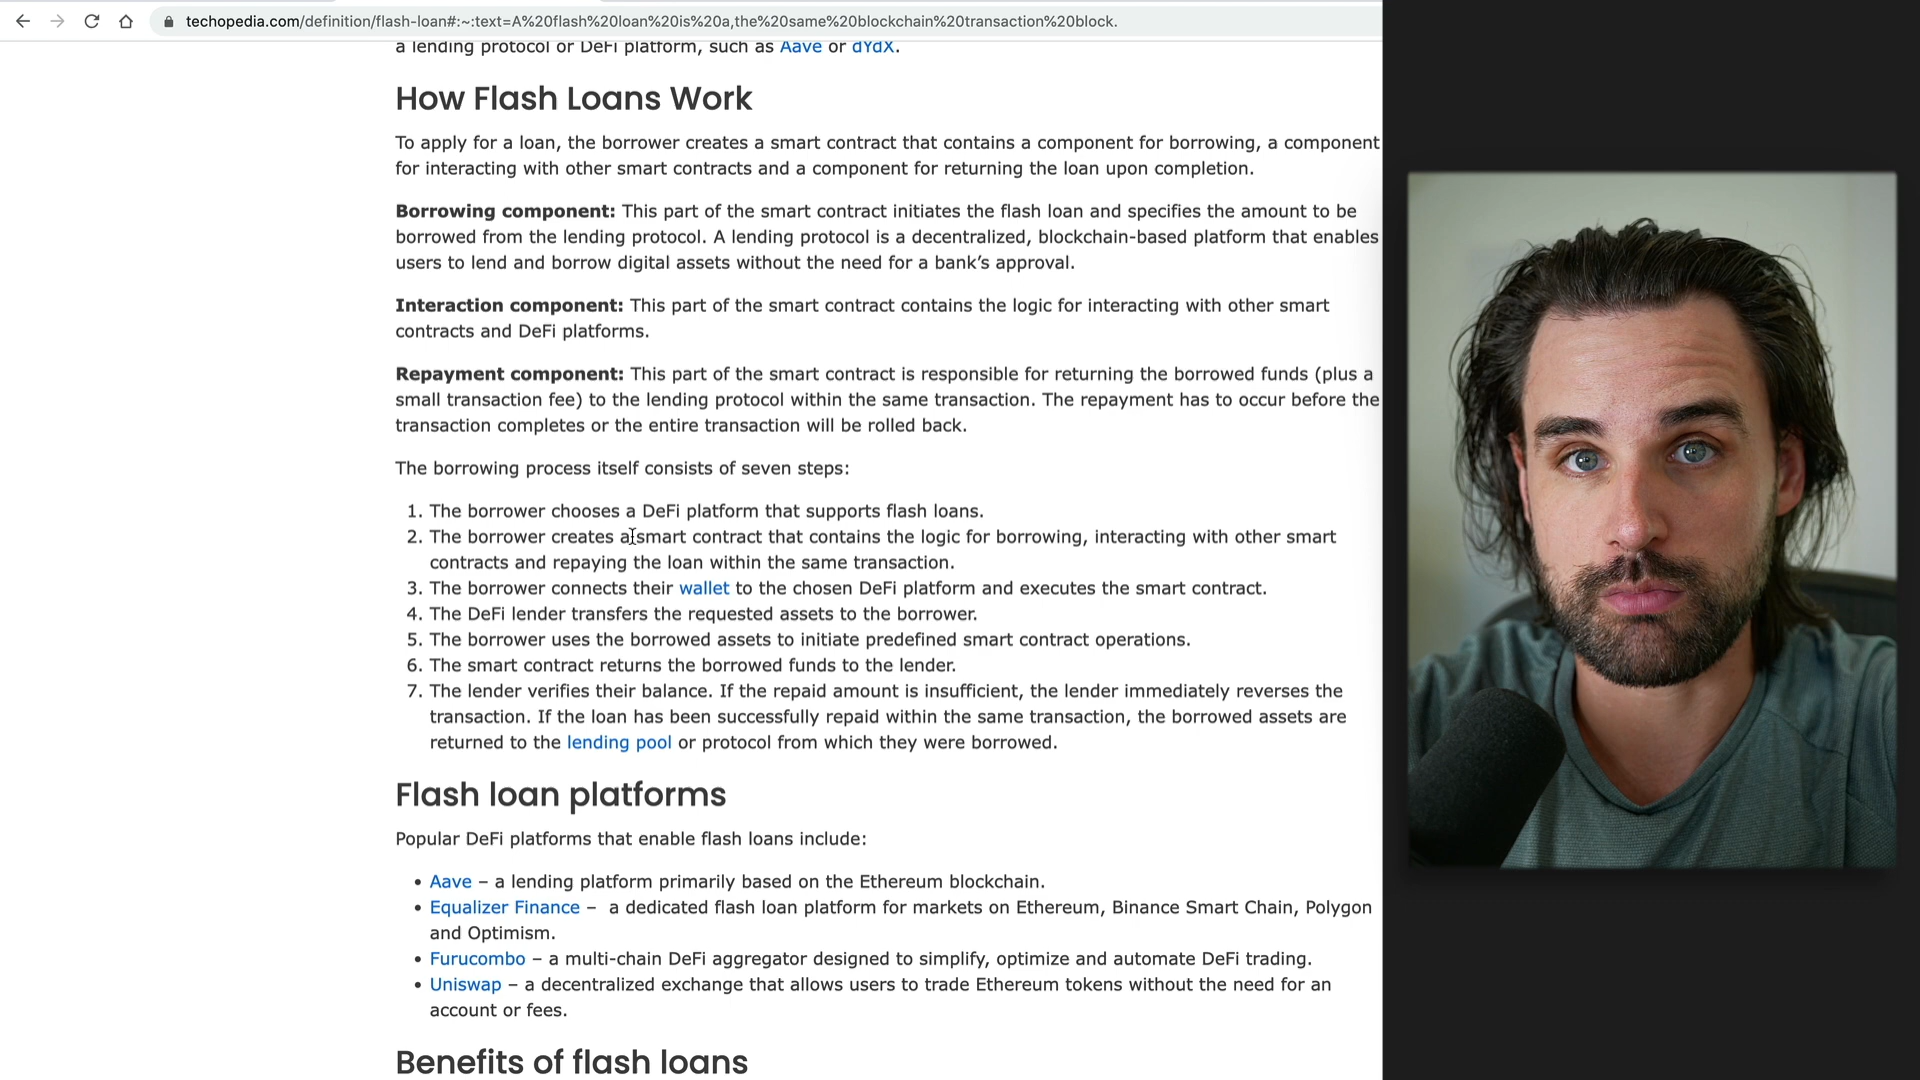 techopedia.com/definition/flash-loan#:~:text=A%20flash%20loan%20is%20a,the%20same%20blockchain%20transaction%20block.
a lending protocol or DeFi platform, such as Aave or dYdX.
How Flash Loans Work
To apply for a loan, the borrower creates a smart contract that contains a component for borrowing, a component
for interacting with other smart contracts and a component for returning the loan upon completion.
Borrowing component: This part of the smart contract initiates the flash loan and specifies the amount to be
borrowed from the lending protocol. A lending protocol is a decentralized, blockchain-based platform that enables
users to lend and borrow digital assets without the need for a bank’s approval.
Interaction component: This part of the smart contract contains the logic for interacting with other smart
contracts and DeFi platforms.
Repayment component: This part of the smart contract is responsible for returning the borrowed funds (plus a
small transaction fee) to the lending protocol within the same transaction. The repayment has to occur before the
transaction completes or the entire transaction will be rolled back.
The borrowing process itself consists of seven steps:
1. The borrower chooses a DeFi platform that supports flash loans.
2. The borrower creates a smart contract that contains the logic for borrowing, interacting with other smart
contracts and repaying the loan within the same transaction.
3. The borrower connects their wallet to the chosen DeFi platform and executes the smart contract.
4. The DeFi lender transfers the requested assets to the borrower.
5. The borrower uses the borrowed assets to initiate predefined smart contract operations.
6. The smart contract returns the borrowed funds to the lender.
7. The lender verifies their balance. If the repaid amount is insufficient, the lender immediately reverses the
transaction. If the loan has been successfully repaid within the same transaction, the borrowed assets are
returned to the lending pool or protocol from which they were borrowed.
Flash loan platforms
Popular DeFi platforms that enable flash loans include:
• Aave – a lending platform primarily based on the Ethereum blockchain.
• Equalizer Finance –  a dedicated flash loan platform for markets on Ethereum, Binance Smart Chain, Polygon
and Optimism.
• Furucombo – a multi-chain DeFi aggregator designed to simplify, optimize and automate DeFi trading.
• Uniswap – a decentralized exchange that allows users to trade Ethereum tokens without the need for an
account or fees.
Benefits of flash loans